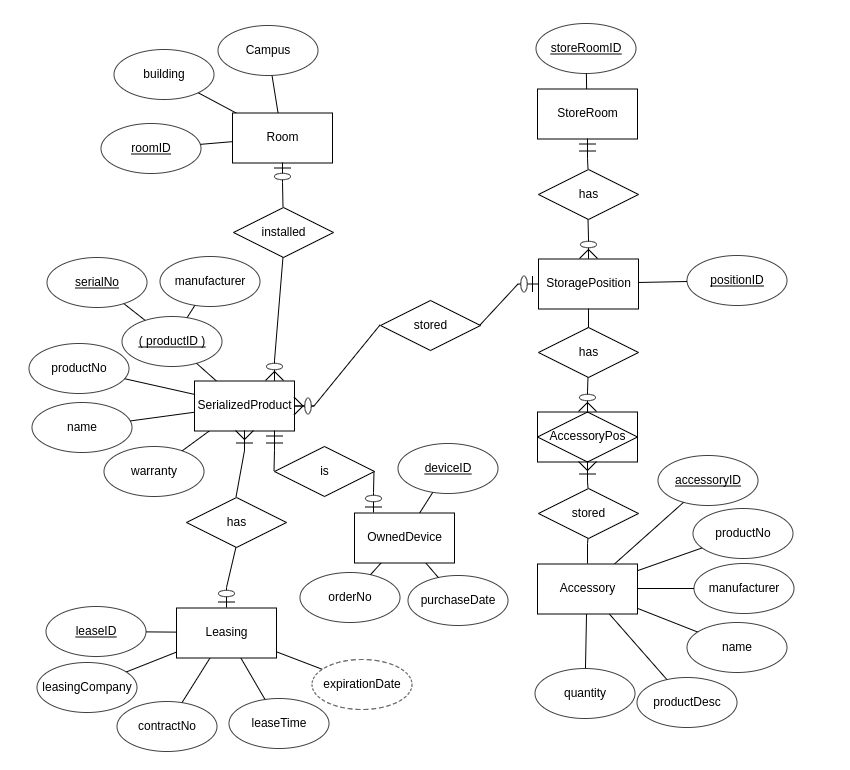 Campus
building
roomID
Room
installed
serialNo
manufacturer
( productID )
productNo
name
warranty
SerializedProduct
stored
storeRoomID
StoreRoom
has
StoragePosition
positionID
has
AccessoryPos
stored
accessoryID
productNo
manufacturer
name
productDesc
quantity
Accessory
is
deviceID
OwnedDevice
orderNo
purchaseDate
has
Leasing
leaseID
leasingCompany
contractNo
leaseTime
expirationDate